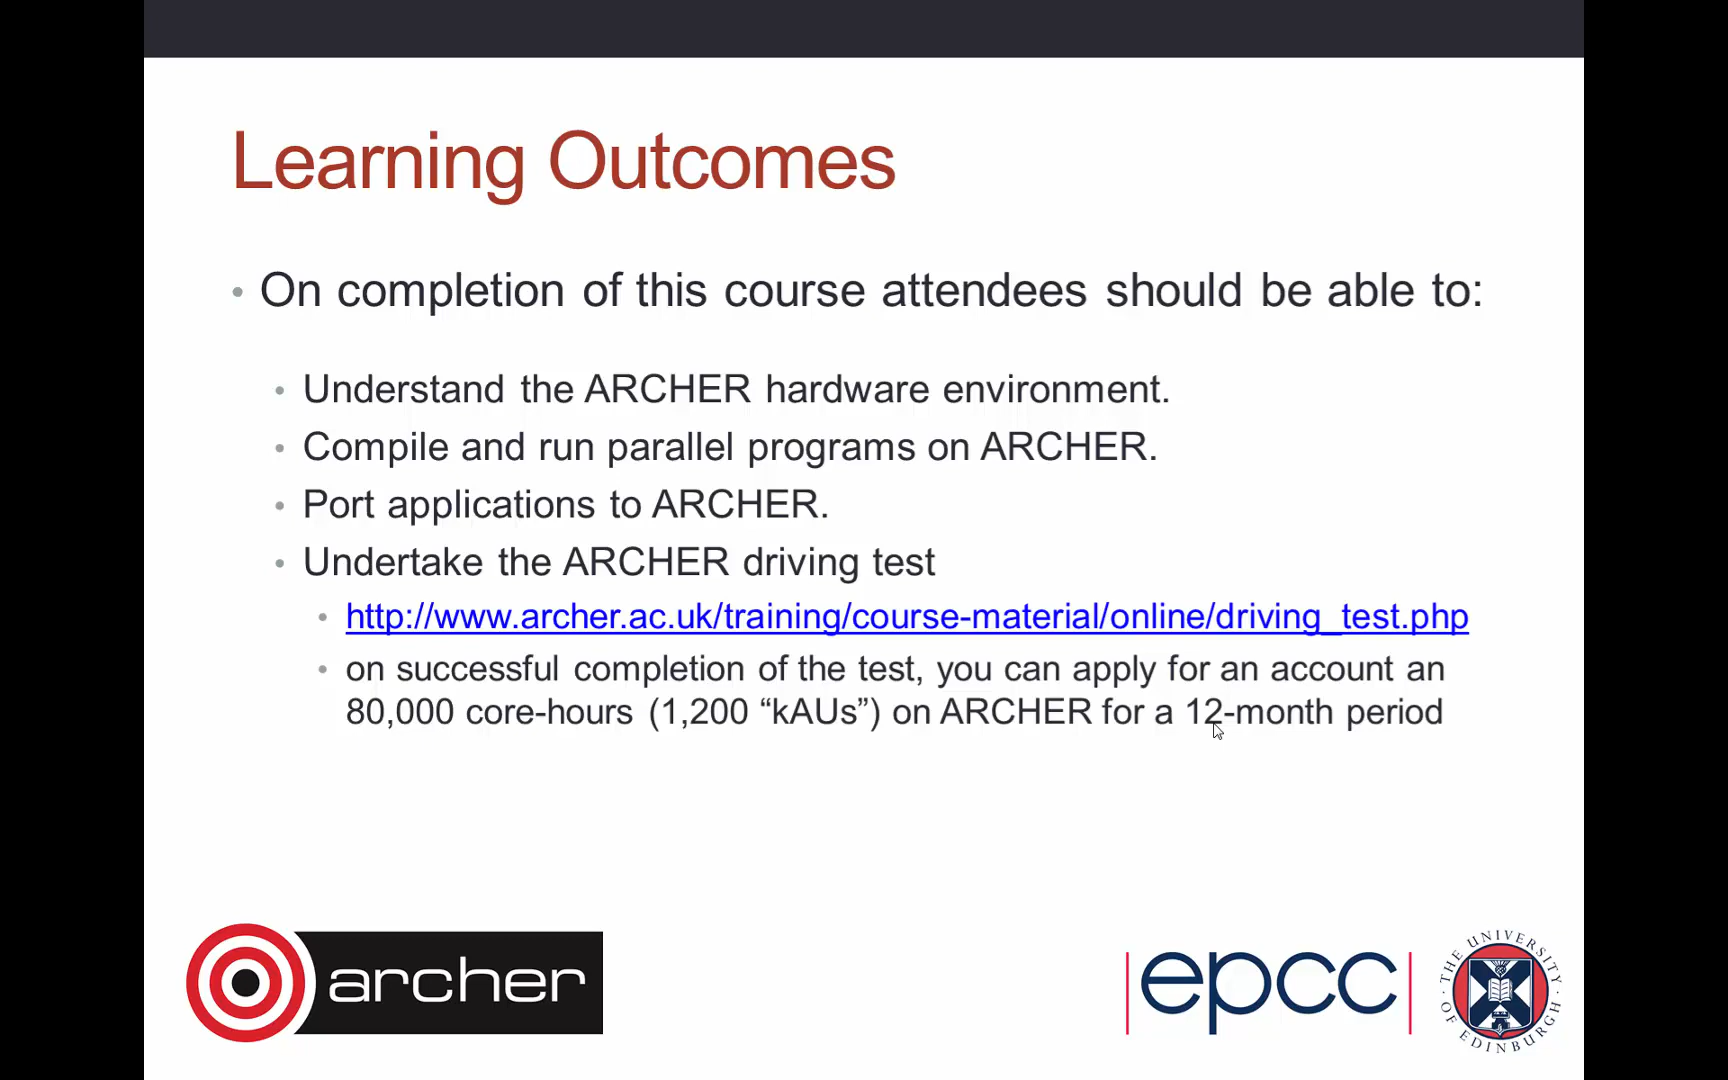 Learning Outcomes
• On completion of this course attendees should be able to:
• Understand the ARCHER hardware environment.
• Compile and run parallel programs on ARCHER.
• Port applications to ARCHER.
• Undertake the ARCHER driving test
• http://www.archer.ac.uk/training/course-material/online/driving_test.php
• on successful completion of the test, you can apply for an account an
80,000 core-hours (1,200 “kAUs”) on ARCHER for a 12-month period
archer
epcc
THE UNIVERSITY OF EDINBURGH